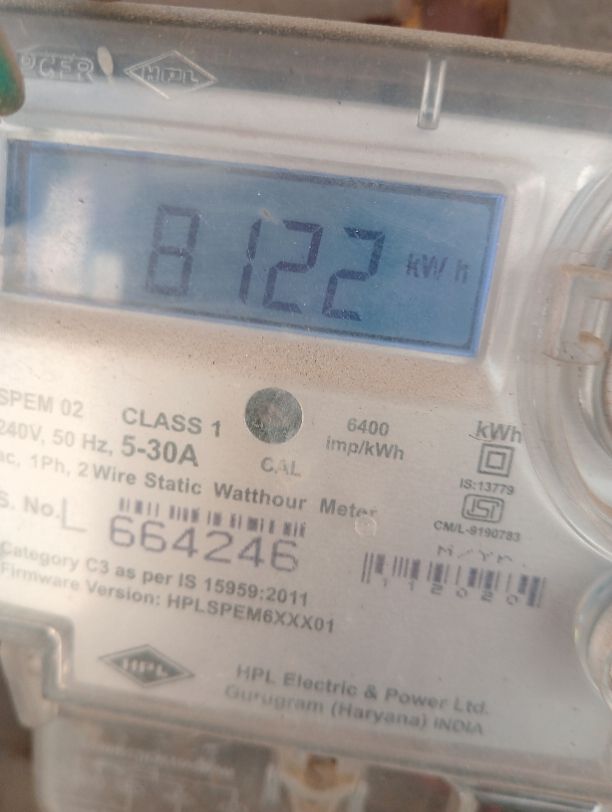 HPL
8122 kWh
SPEM 02 CLASS 1 6400 imp/kWh kWh
240V, 50 Hz, 5-30A
CAL
IS:13779
ac, 1Ph, 2 Wire Static Watthour Meter
CM/L-9190783
S. No. L 664246
M/Yr.
112020
Category C3 as per IS 15959:2011
Firmware Version: HPLSPEM6XXX01
HPL
HPL Electric & Power Ltd.
Gurugram (Haryana) INDIA